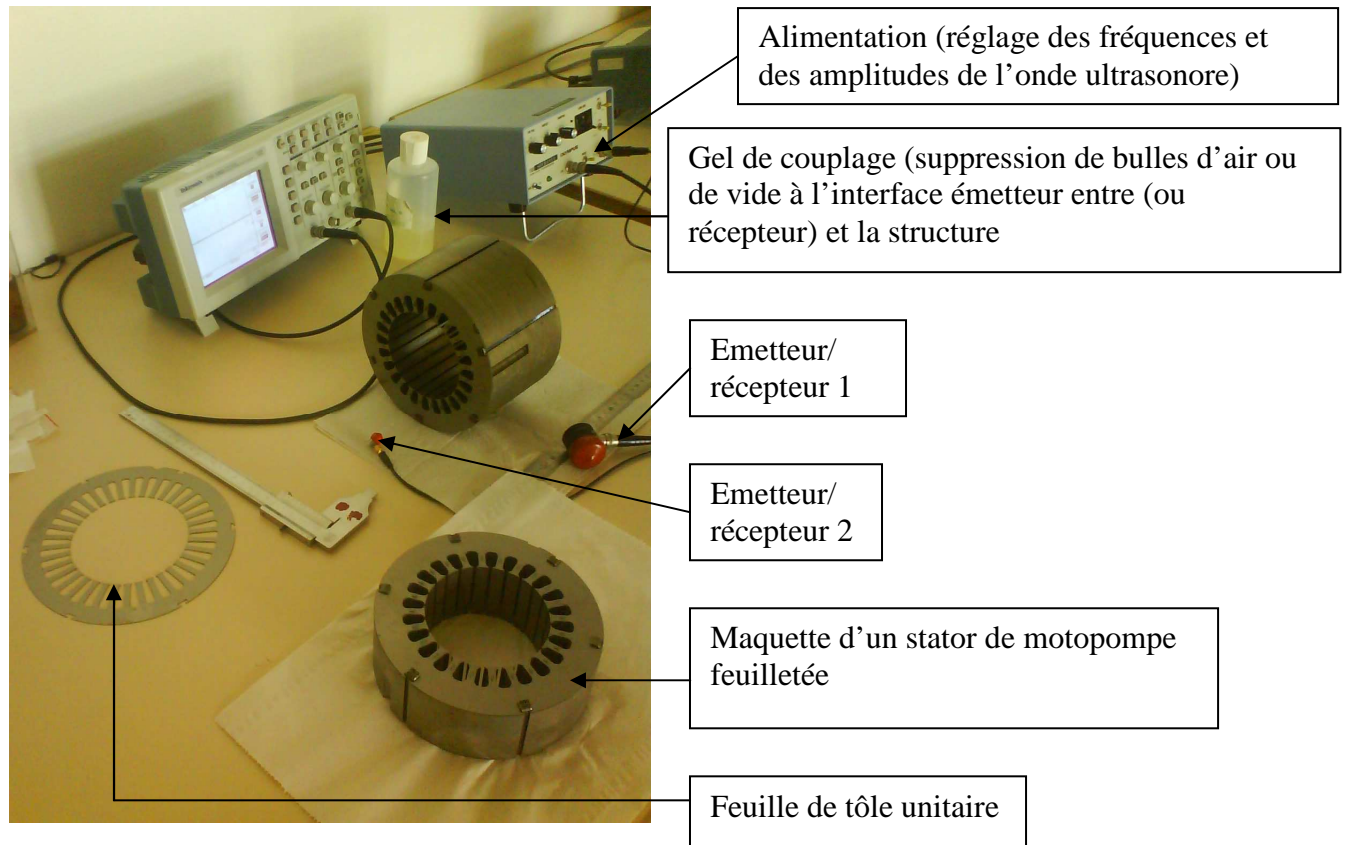 Alimentation (réglage des fréquences et
des amplitudes de l’onde ultrasonore)
Gel de couplage (suppression de bulles d’air ou
de vide à l’interface émetteur entre (ou
récepteur) et la structure
Emetteur/
récepteur 1
Emetteur/
récepteur 2
Maquette d’un stator de motopompe
feuilletée
Feuille de tôle unitaire
Tektronix